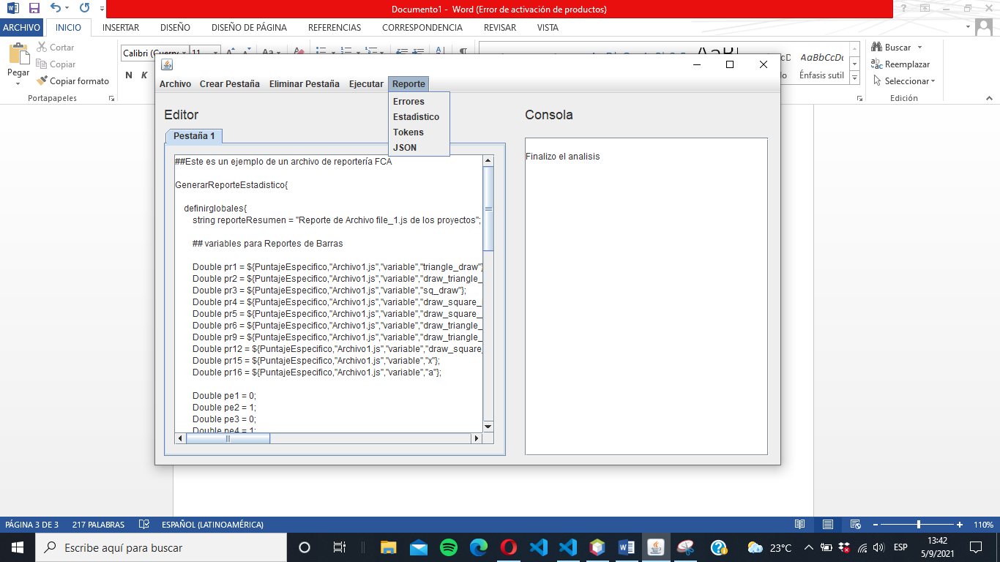 Documento1 - Word (Error de activación de productos)
ARCHIVO INICIO INSERTAR DISEÑO DISEÑO DE PÁGINA REFERENCIAS CORRESPONDENCIA REVISAR VISTA
Pegar
Cortar
Copiar
Copiar formato
Portapapeles
Calibri 11
N K
AaBbCcDc
Énfasis sutil
Buscar
Reemplazar
Seleccionar
Edición
Archivo Crear Pestaña Eliminar Pestaña Ejecutar Reporte
Errores
Estadístico
Tokens
JSON
Editor
Pestaña 1
##Este es un ejemplo de un archivo de reportería FCA
GenerarReporteEstadistico{
definirglobales{
string reporteResumen = "Reporte de Archivo file_1.js de los proyectos";
## variables para Reportes de Barras
Double pr1 = ${PuntajeEspecifico,"Archivo1.js","variable","triangle_draw"}
Double pr2 = ${PuntajeEspecifico,"Archivo1.js","variable","draw_triangle_
Double pr3 = ${PuntajeEspecifico,"Archivo1.js","variable","sq_draw"};
Double pr4 = ${PuntajeEspecifico,"Archivo1.js","variable","draw_square_
Double pr5 = ${PuntajeEspecifico,"Archivo1.js","variable","draw_square_
Double pr6 = ${PuntajeEspecifico,"Archivo1.js","variable","draw_triangle_
Double pr9 = ${PuntajeEspecifico,"Archivo1.js","variable","draw_triangle_
Double pr12 = ${PuntajeEspecifico,"Archivo1.js","variable","draw_square_
Double pr15 = ${PuntajeEspecifico,"Archivo1.js","variable","x"};
Double pr16 = ${PuntajeEspecifico,"Archivo1.js","variable","a"};
Double pe1 = 0;
Double pe2 = 1;
Double pe3 = 0;
Double pe4 = 1;
Consola
Finalizo el analisis
PÁGINA 3 DE 3 217 PALABRAS ESPAÑOL (LATINOAMÉRICA) 110%
Escribe aquí para buscar
23°C
ESP
13:42
5/9/2021